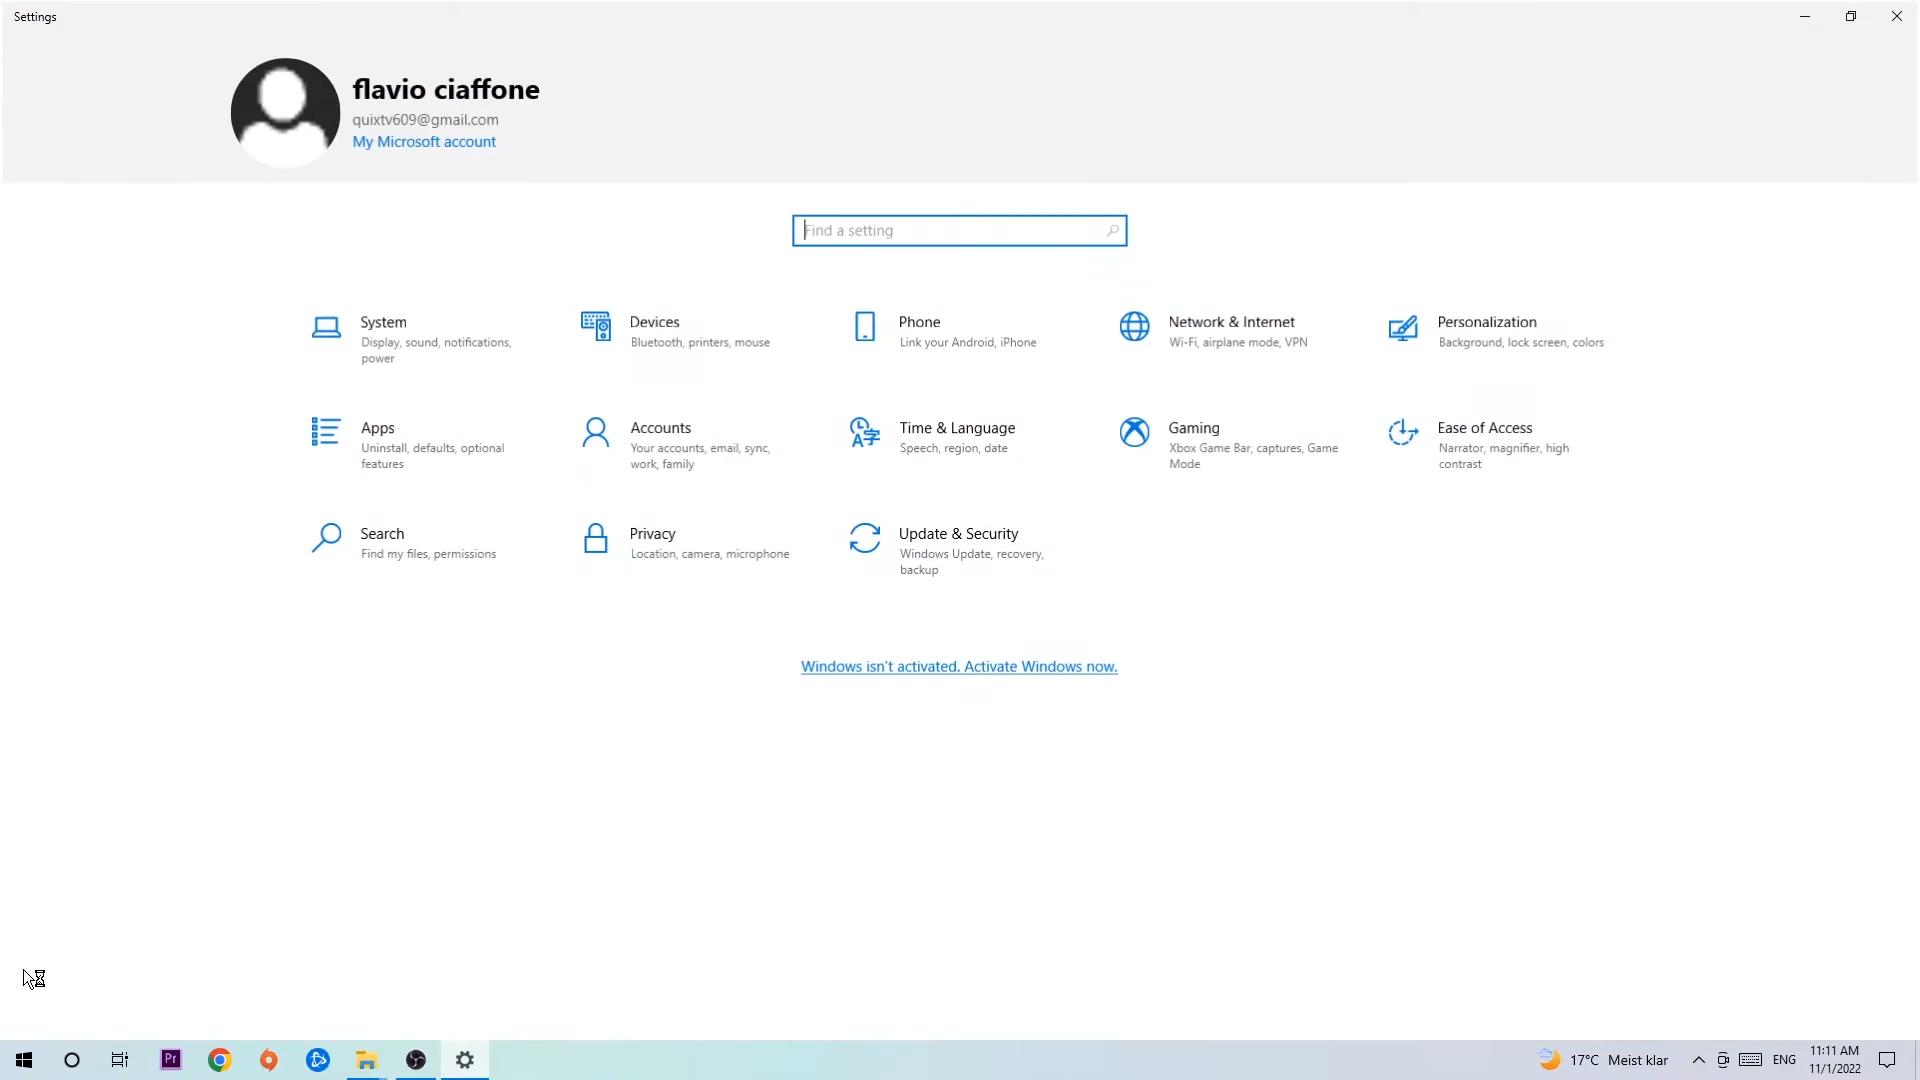 Settings
flavio ciaffone
quixtv609@gmail.com
My Microsoft account
Find a setting
System
Display, sound, notifications,
power
Devices
Bluetooth, printers, mouse
Phone
Link your Android, iPhone
Network & Internet
Wi-Fi, airplane mode, VPN
Personalization
Background, lock screen, colors
Apps
Uninstall, defaults, optional
features
Accounts
Your accounts, email, sync,
work, family
Time & Language
Speech, region, date
Gaming
Xbox Game Bar, captures, Game
Mode
Ease of Access
Narrator, magnifier, high
contrast
Search
Find my files, permissions
Privacy
Location, camera, microphone
Update & Security
Windows Update, recovery,
backup
Windows isn't activated. Activate Windows now.
Pr
17°C Meist klar
ENG
11:11 AM
11/1/2022